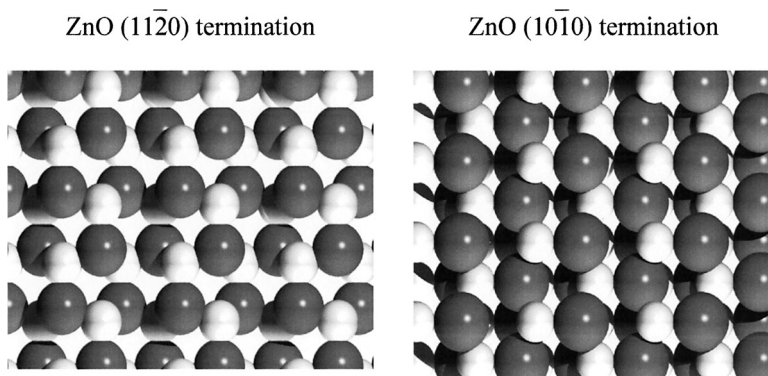 ZnO (112̅0) termination
ZnO (101̅0) termination